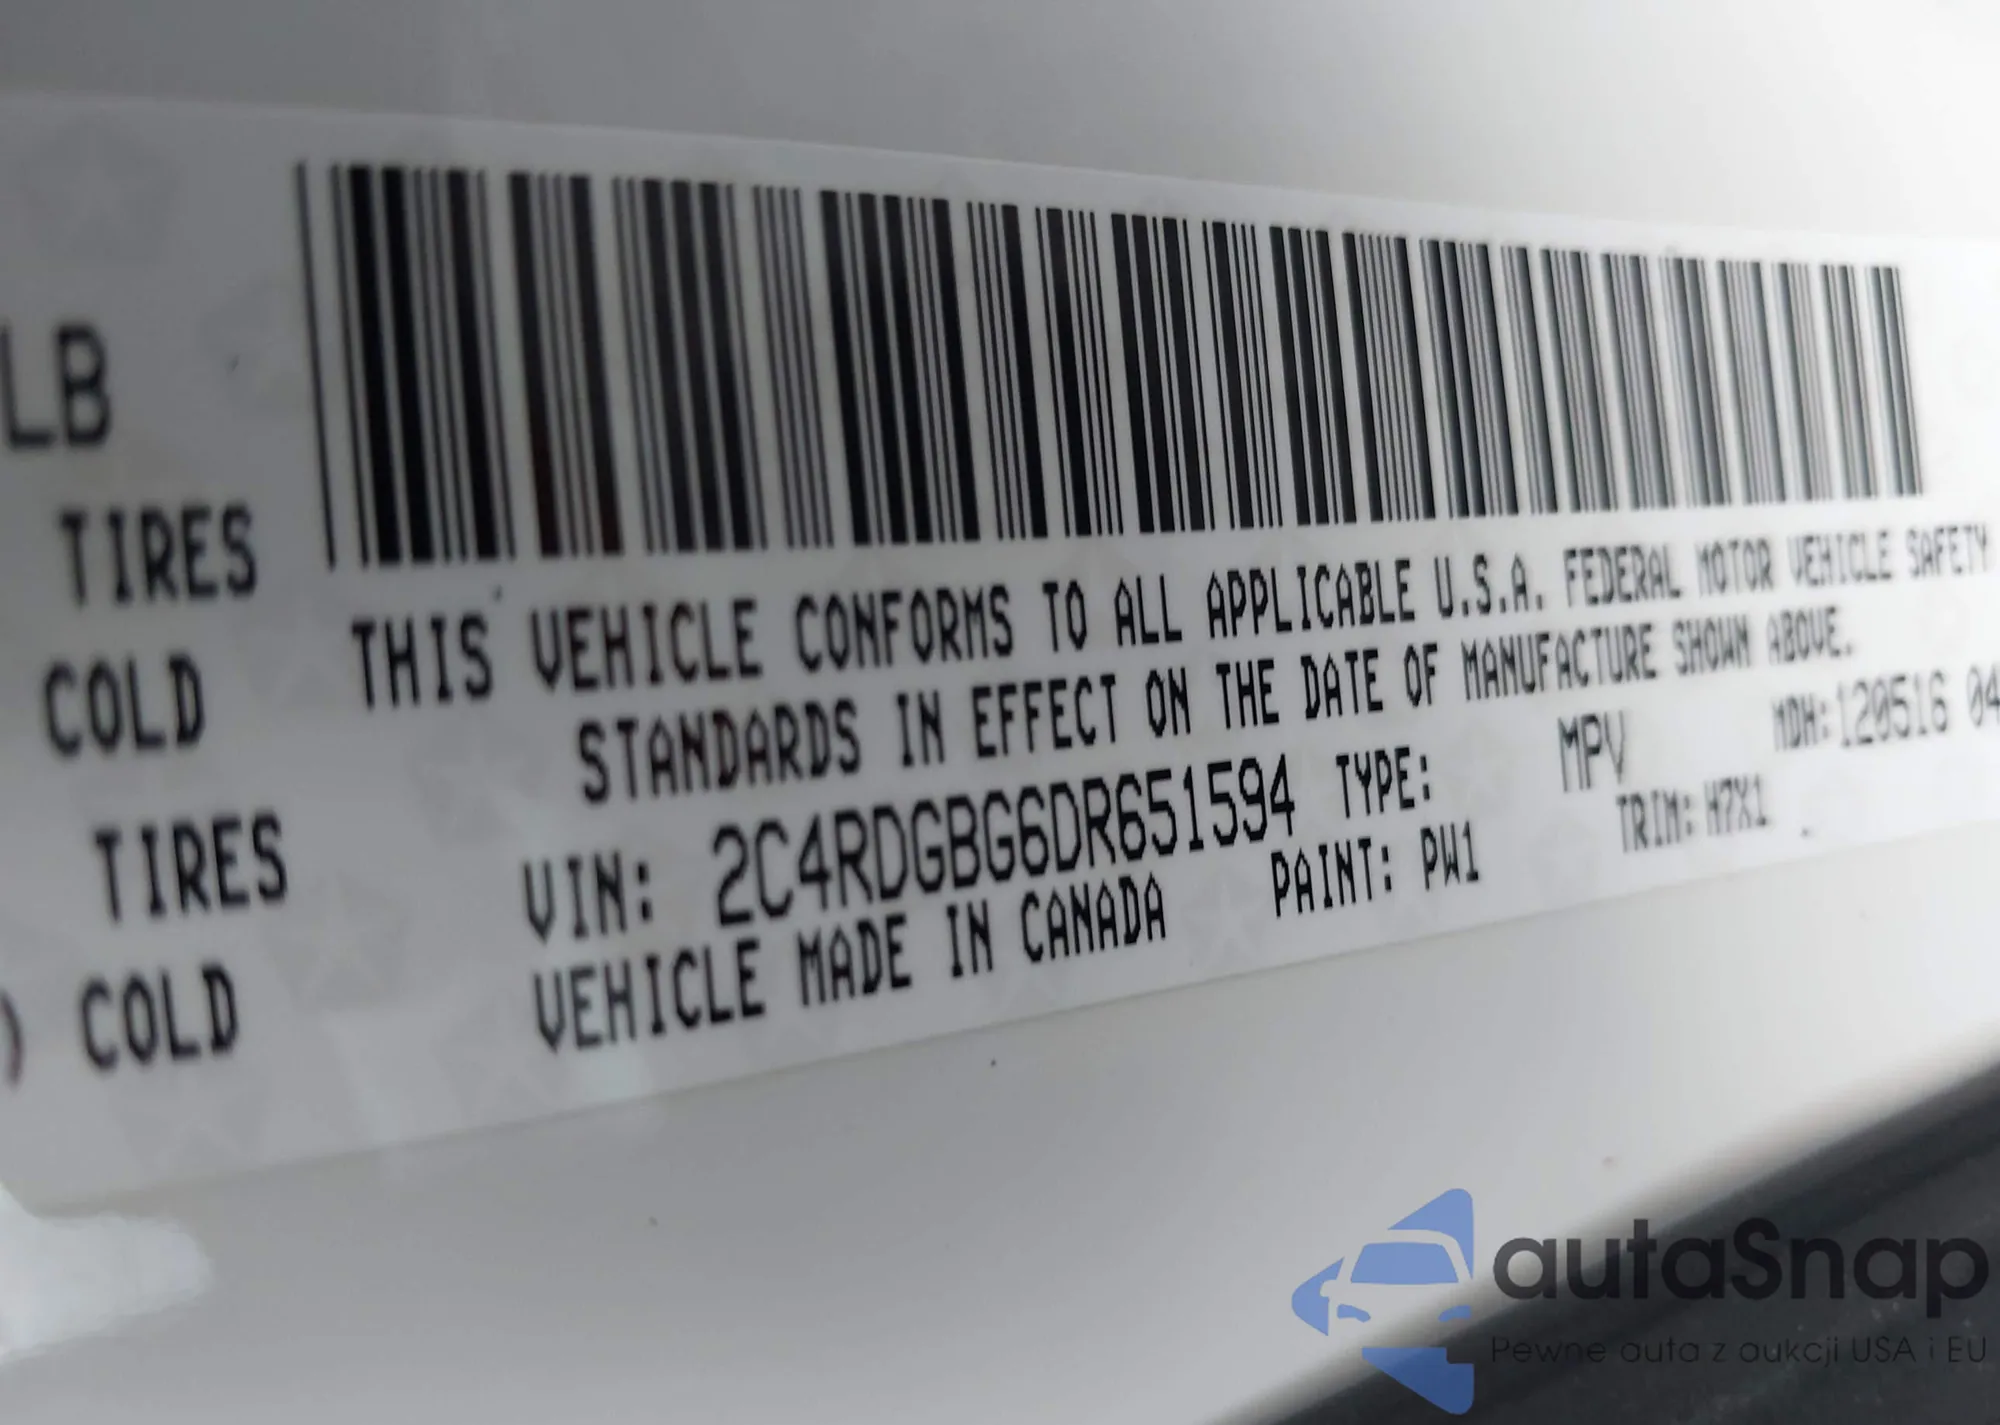 LB
TIRES
COLD
TIRES
) COLD
THIS VEHICLE CONFORMS TO ALL APPLICABLE U.S.A. FEDERAL MOTOR VEHICLE SAFETY
STANDARDS IN EFFECT ON THE DATE OF MANUFACTURE SHOWN ABOVE.
VIN: 2C4RDGBG6DR651594 TYPE: MPV MDH:120516 04
VEHICLE MADE IN CANADA PAINT: PW1 TRIM: H7X1
autaSnap
Pewne auta z aukcji USA i EU